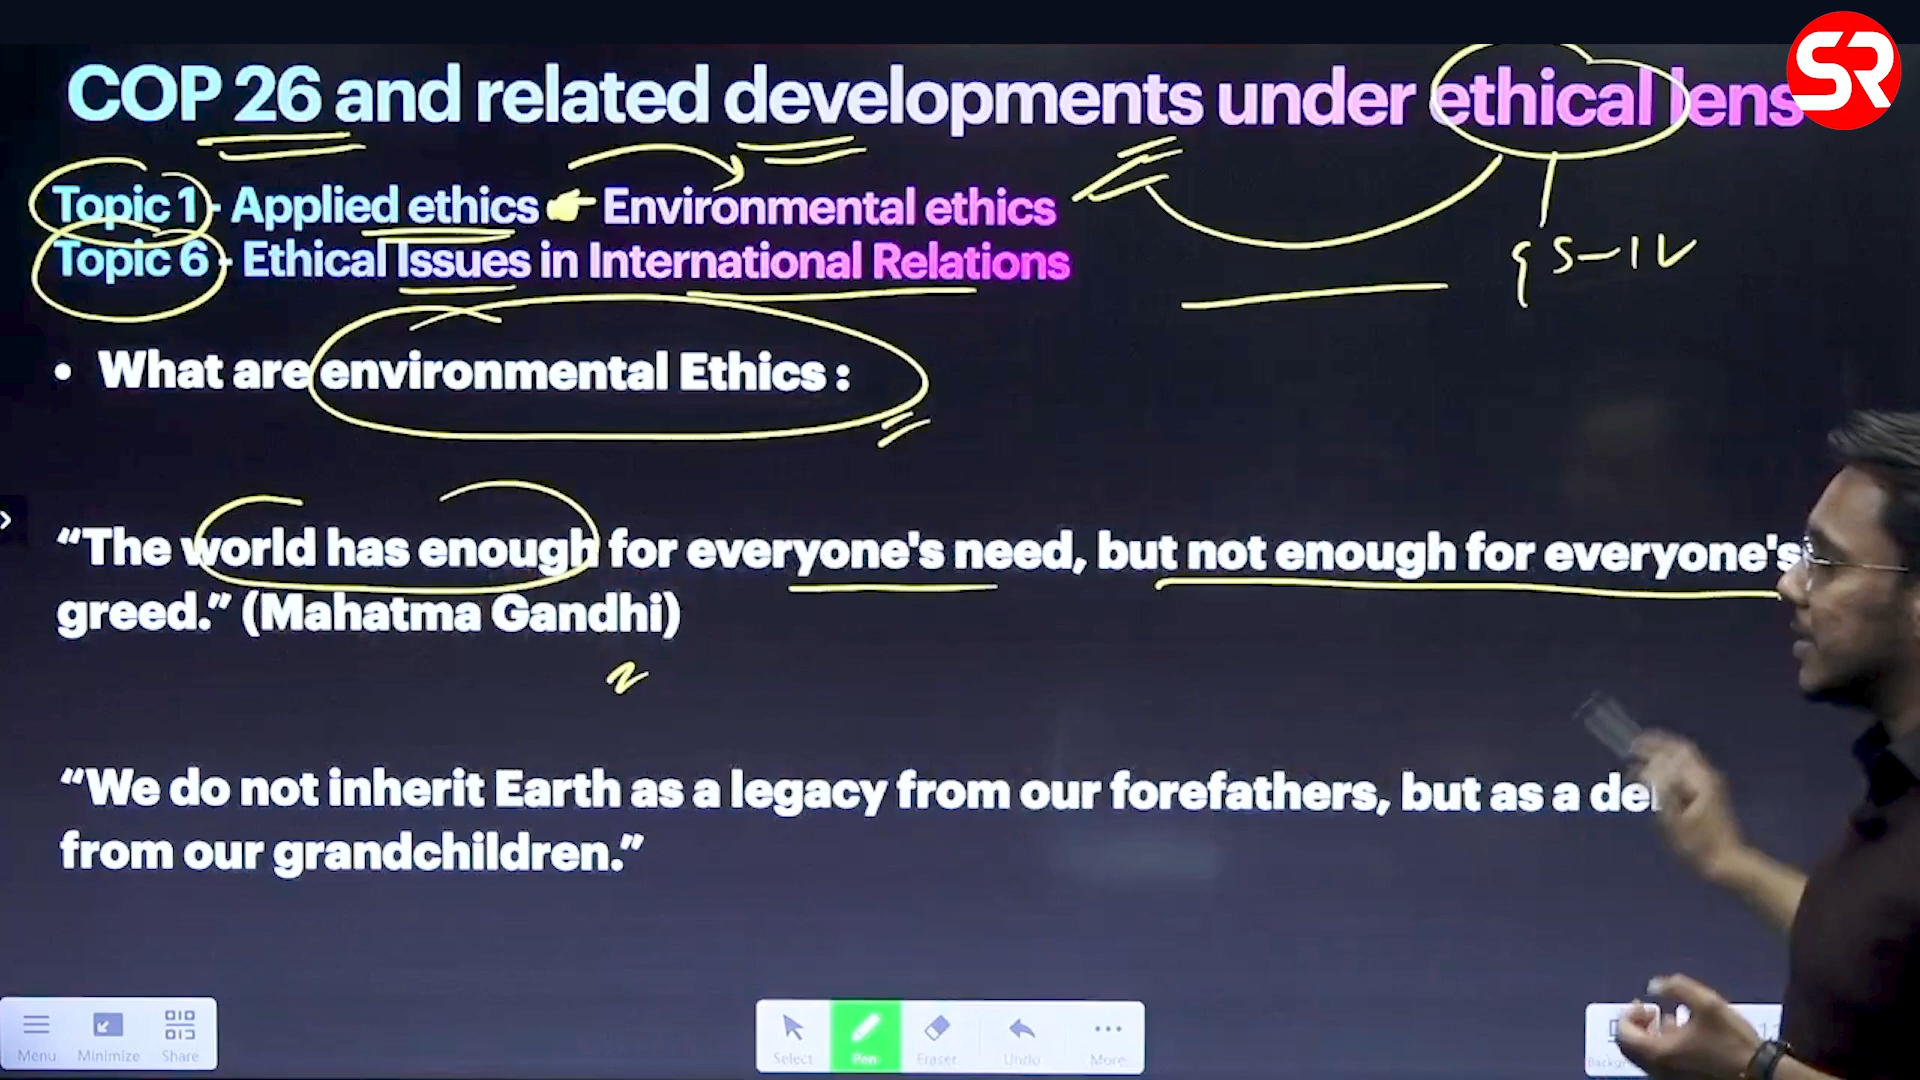 COP 26 and related developments under ethical lens
SR
Topic 1 - Applied ethics Environmental ethics
Topic 6 - Ethical Issues in International Relations
GS-IV
• What are environmental Ethics :
“The world has enough for everyone's need, but not enough for everyone's
greed.” (Mahatma Gandhi)
“We do not inherit Earth as a legacy from our forefathers, but as a
from our grandchildren.”
Menu Minimize Share Select Pen Eraser Undo More